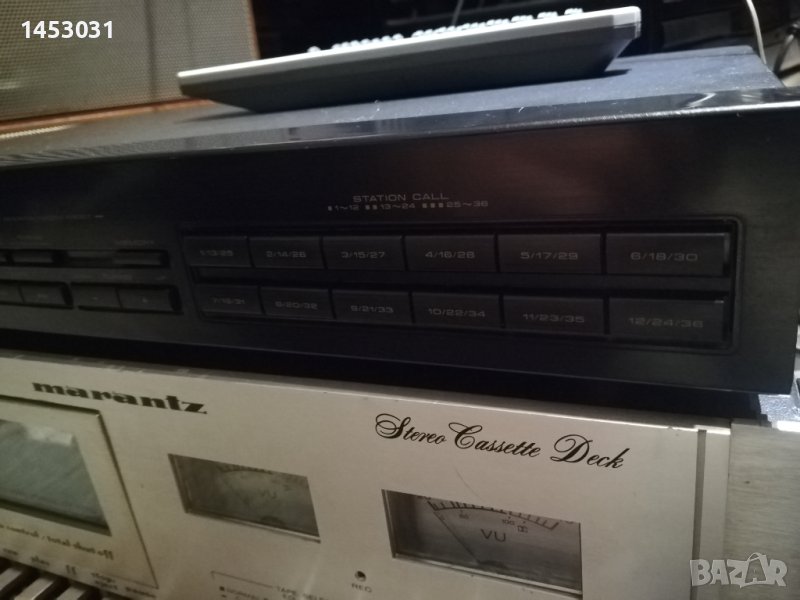 1453031
STATION CALL
1~12 13~24 25~36
1/13/25 2/14/26 3/15/27 4/16/28 5/17/29 6/18/30
7/19/31 8/20/32 9/21/33 10/22/34 11/23/35 12/24/36
MEMORY
marantz
Stereo Cassette Deck
VU
VU
REC
BAZAR